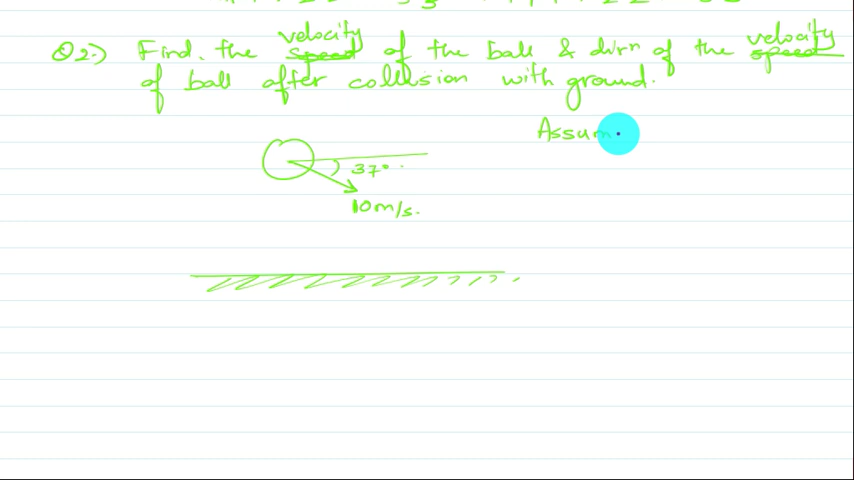 Q2.) Find. the velocity of the ball & dirn of the velocity
of ball after collision with ground.
Assum
37°.
10m/s.